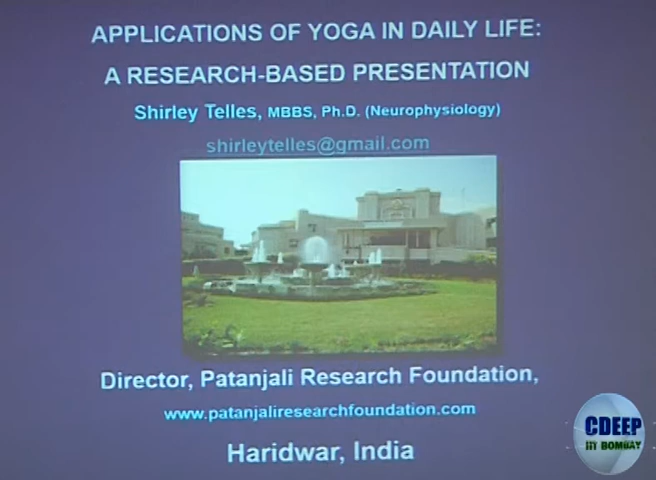 APPLICATIONS OF YOGA IN DAILY LIFE:
A RESEARCH-BASED PRESENTATION
Shirley Telles, MBBS, Ph.D. (Neurophysiology)
shirleytelles@gmail.com
Director, Patanjali Research Foundation,
www.patanjaliresearchfoundation.com
Haridwar, India
CDEEP
IIT BOMBAY